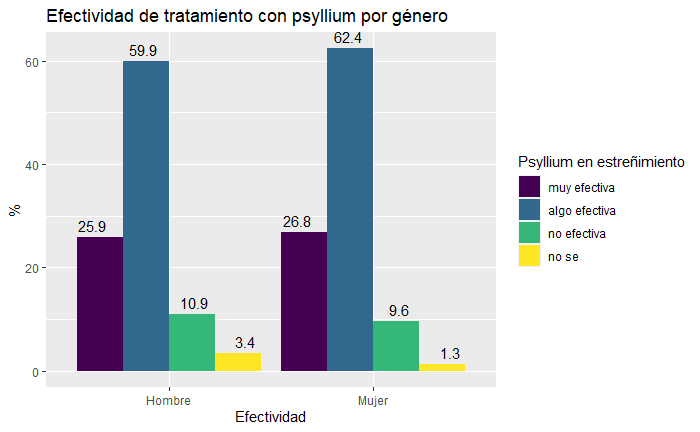 Efectividad de tratamiento con psyllium por género
62.4
59.9
60
40
%
25.9
26.8
20
10.9
9.6
3.4
1.3
0
Hombre
Mujer
Efectividad
Psyllium en estreñimiento
muy efectiva
algo efectiva
no efectiva
no se